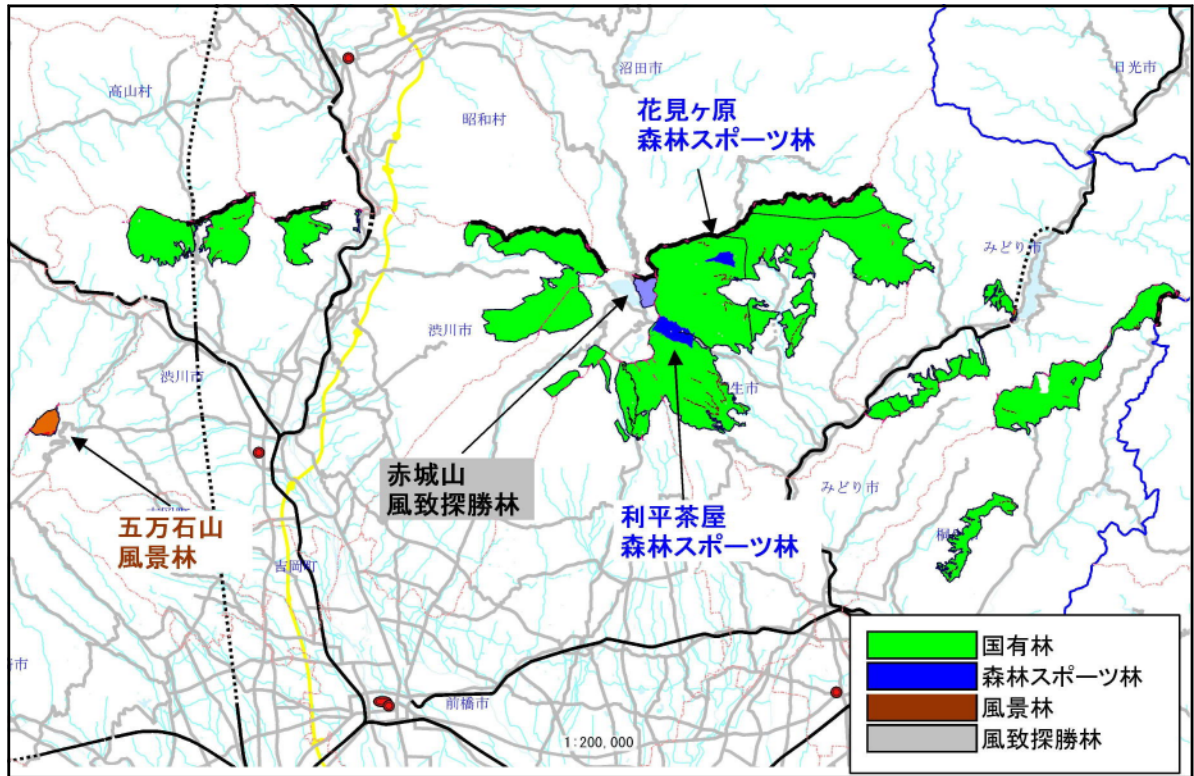 沼田市
日光市
高山村
昭和村
花見ヶ原
森林スポーツ林
みどり市
渋川市
渋川市
生市
赤城山
風致探勝林
みどり市
利平茶屋
森林スポーツ林
五万石山
風景林
桐
吉岡町
市
前橋市
1:200,000
国有林
森林スポーツ林
風景林
風致探勝林